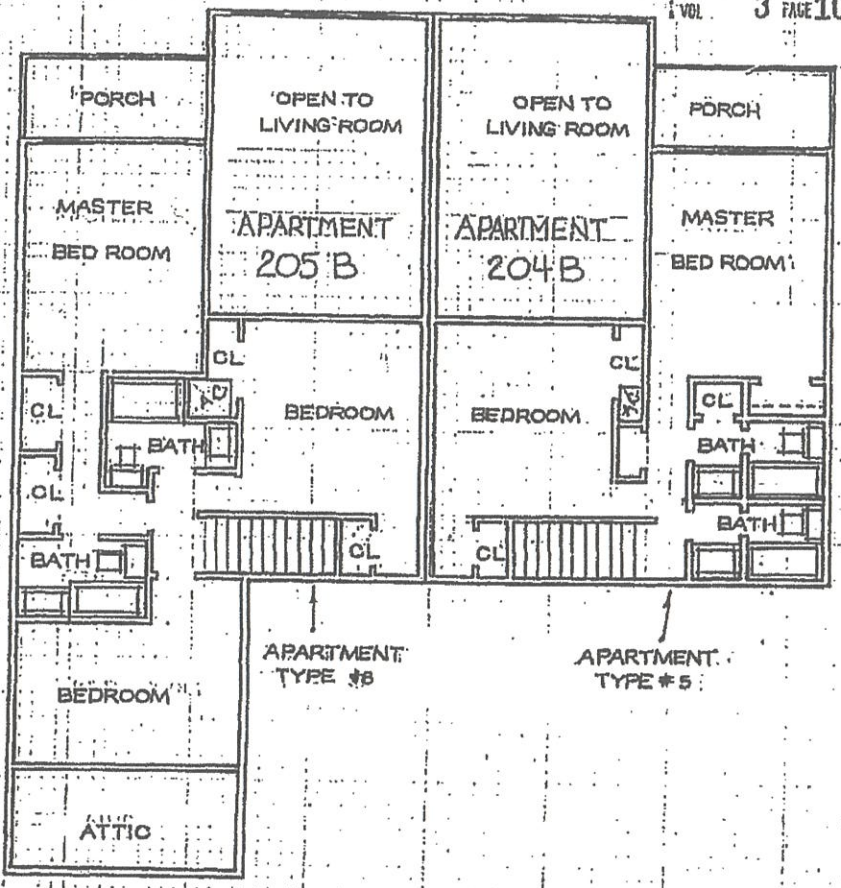 VOL 3 PAGE 10
PORCH
OPEN TO
LIVING ROOM
OPEN TO
LIVING ROOM
PORCH
MASTER
BED ROOM
APARTMENT
205 B
APARTMENT
204 B
MASTER
BED ROOM
CL
CL
CL
BEDROOM
BEDROOM
AC
AC
CL
BATH
BATH
CL
BATH
BATH
CL
CL
APARTMENT
TYPE #6
APARTMENT
TYPE #5
BEDROOM
ATTIC